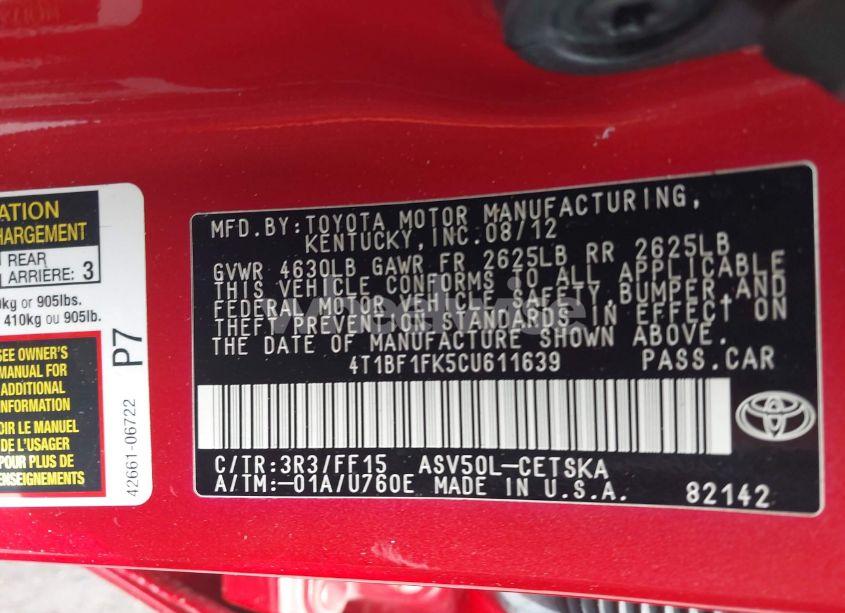 ATION
HARGEMENT
REAR
ARRIÈRE: 3
kg or 905lbs.
410kg ou 905lb.
SEE OWNER'S
MANUAL FOR
ADDITIONAL
INFORMATION
OIR LE MANUEL
DE L'USAGER
POUR PLUS DE
RENSEIGNEMENTS
P7
42661-06722
MFD.BY:TOYOTA MOTOR MANUFACTURING,
KENTUCKY,INC.08/12
GVWR 4630LB GAWR FR 2625LB RR 2625LB
THIS VEHICLE CONFORMS TO ALL APPLICABLE
FEDERAL MOTOR VEHICLE SAFETY,BUMPER,AND
THEFT PREVENTION STANDARDS IN EFFECT ON
THE DATE OF MANUFACTURE SHOWN ABOVE.
4T1BF1FK5CU611639 PASS.CAR
C/TR:3R3/FF15 ASV50L-CETSKA
A/TM:-01A/U760E MADE IN U.S.A. 82142